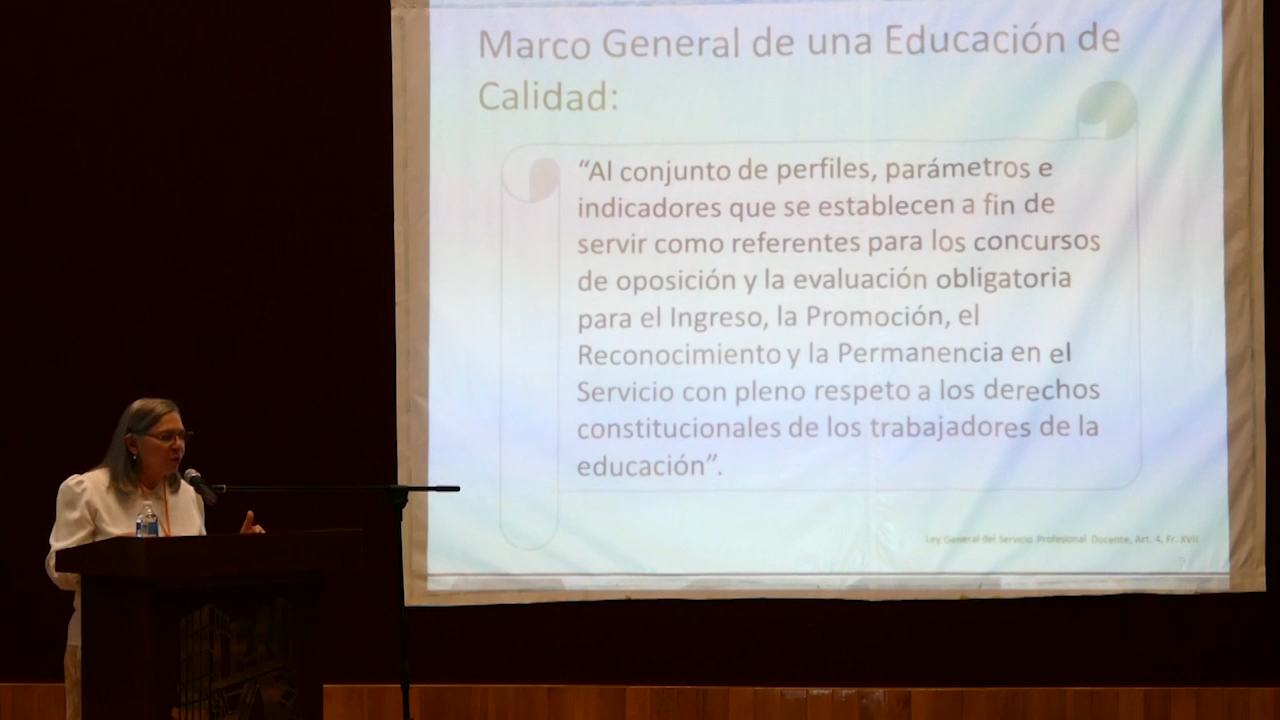 Marco General de una Educación de
Calidad:
“Al conjunto de perfiles, parámetros e
indicadores que se establecen a fin de
servir como referentes para los concursos
de oposición y la evaluación obligatoria
para el Ingreso, la Promoción, el
Reconocimiento y la Permanencia en el
Servicio con pleno respeto a los derechos
constitucionales de los trabajadores de la
educación”.
Ley General del Servicio Profesional Docente, Art. 4, Fr. XVII